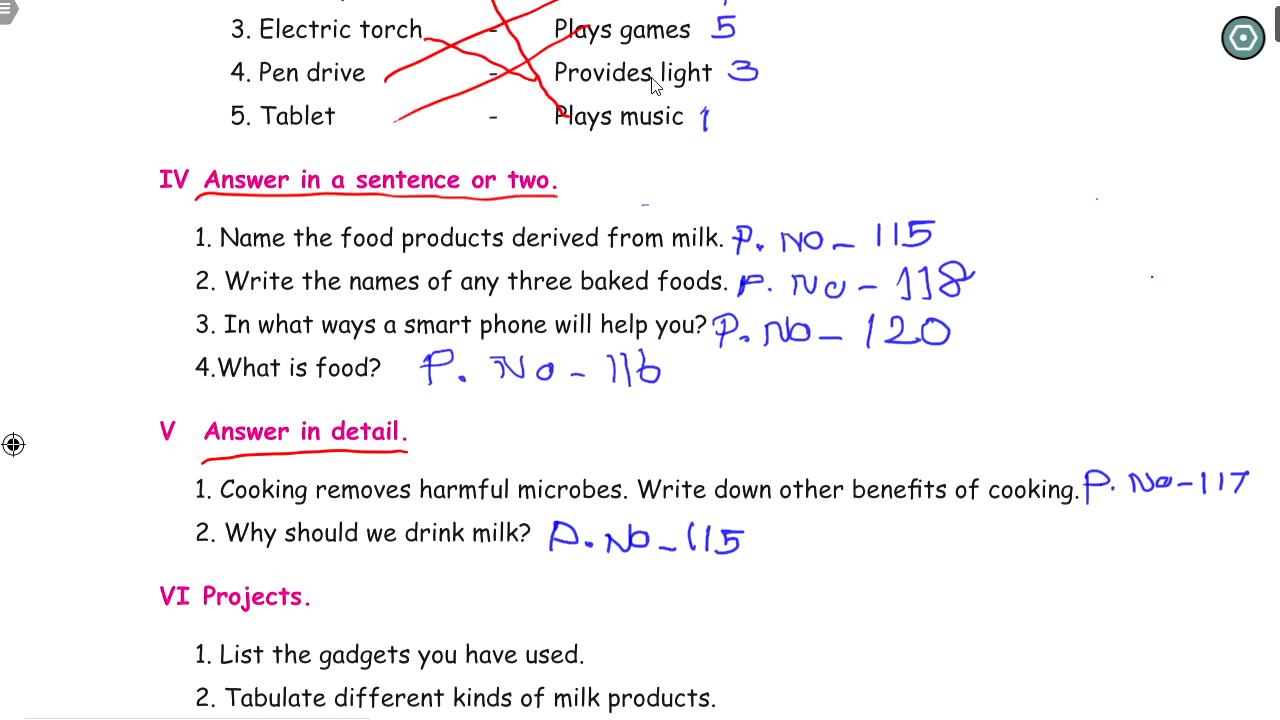 3. Electric torch - Plays games 5
4. Pen drive - Provides light 3
5. Tablet - Plays music 1
IV Answer in a sentence or two.
1. Name the food products derived from milk. P. No - 115
2. Write the names of any three baked foods. P. No - 118
3. In what ways a smart phone will help you? P. No - 120
4.What is food? P. No - 116
V Answer in detail.
1. Cooking removes harmful microbes. Write down other benefits of cooking. P. No - 117
2. Why should we drink milk? P. No - 115
VI Projects.
1. List the gadgets you have used.
2. Tabulate different kinds of milk products.